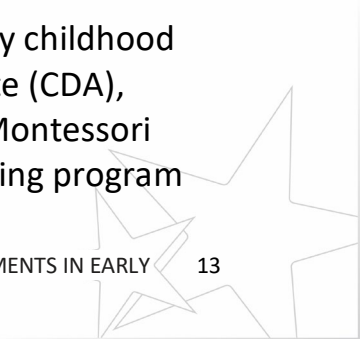 y childhood
e (CDA),
Montessori
ing program
MENTS IN EARLY 13